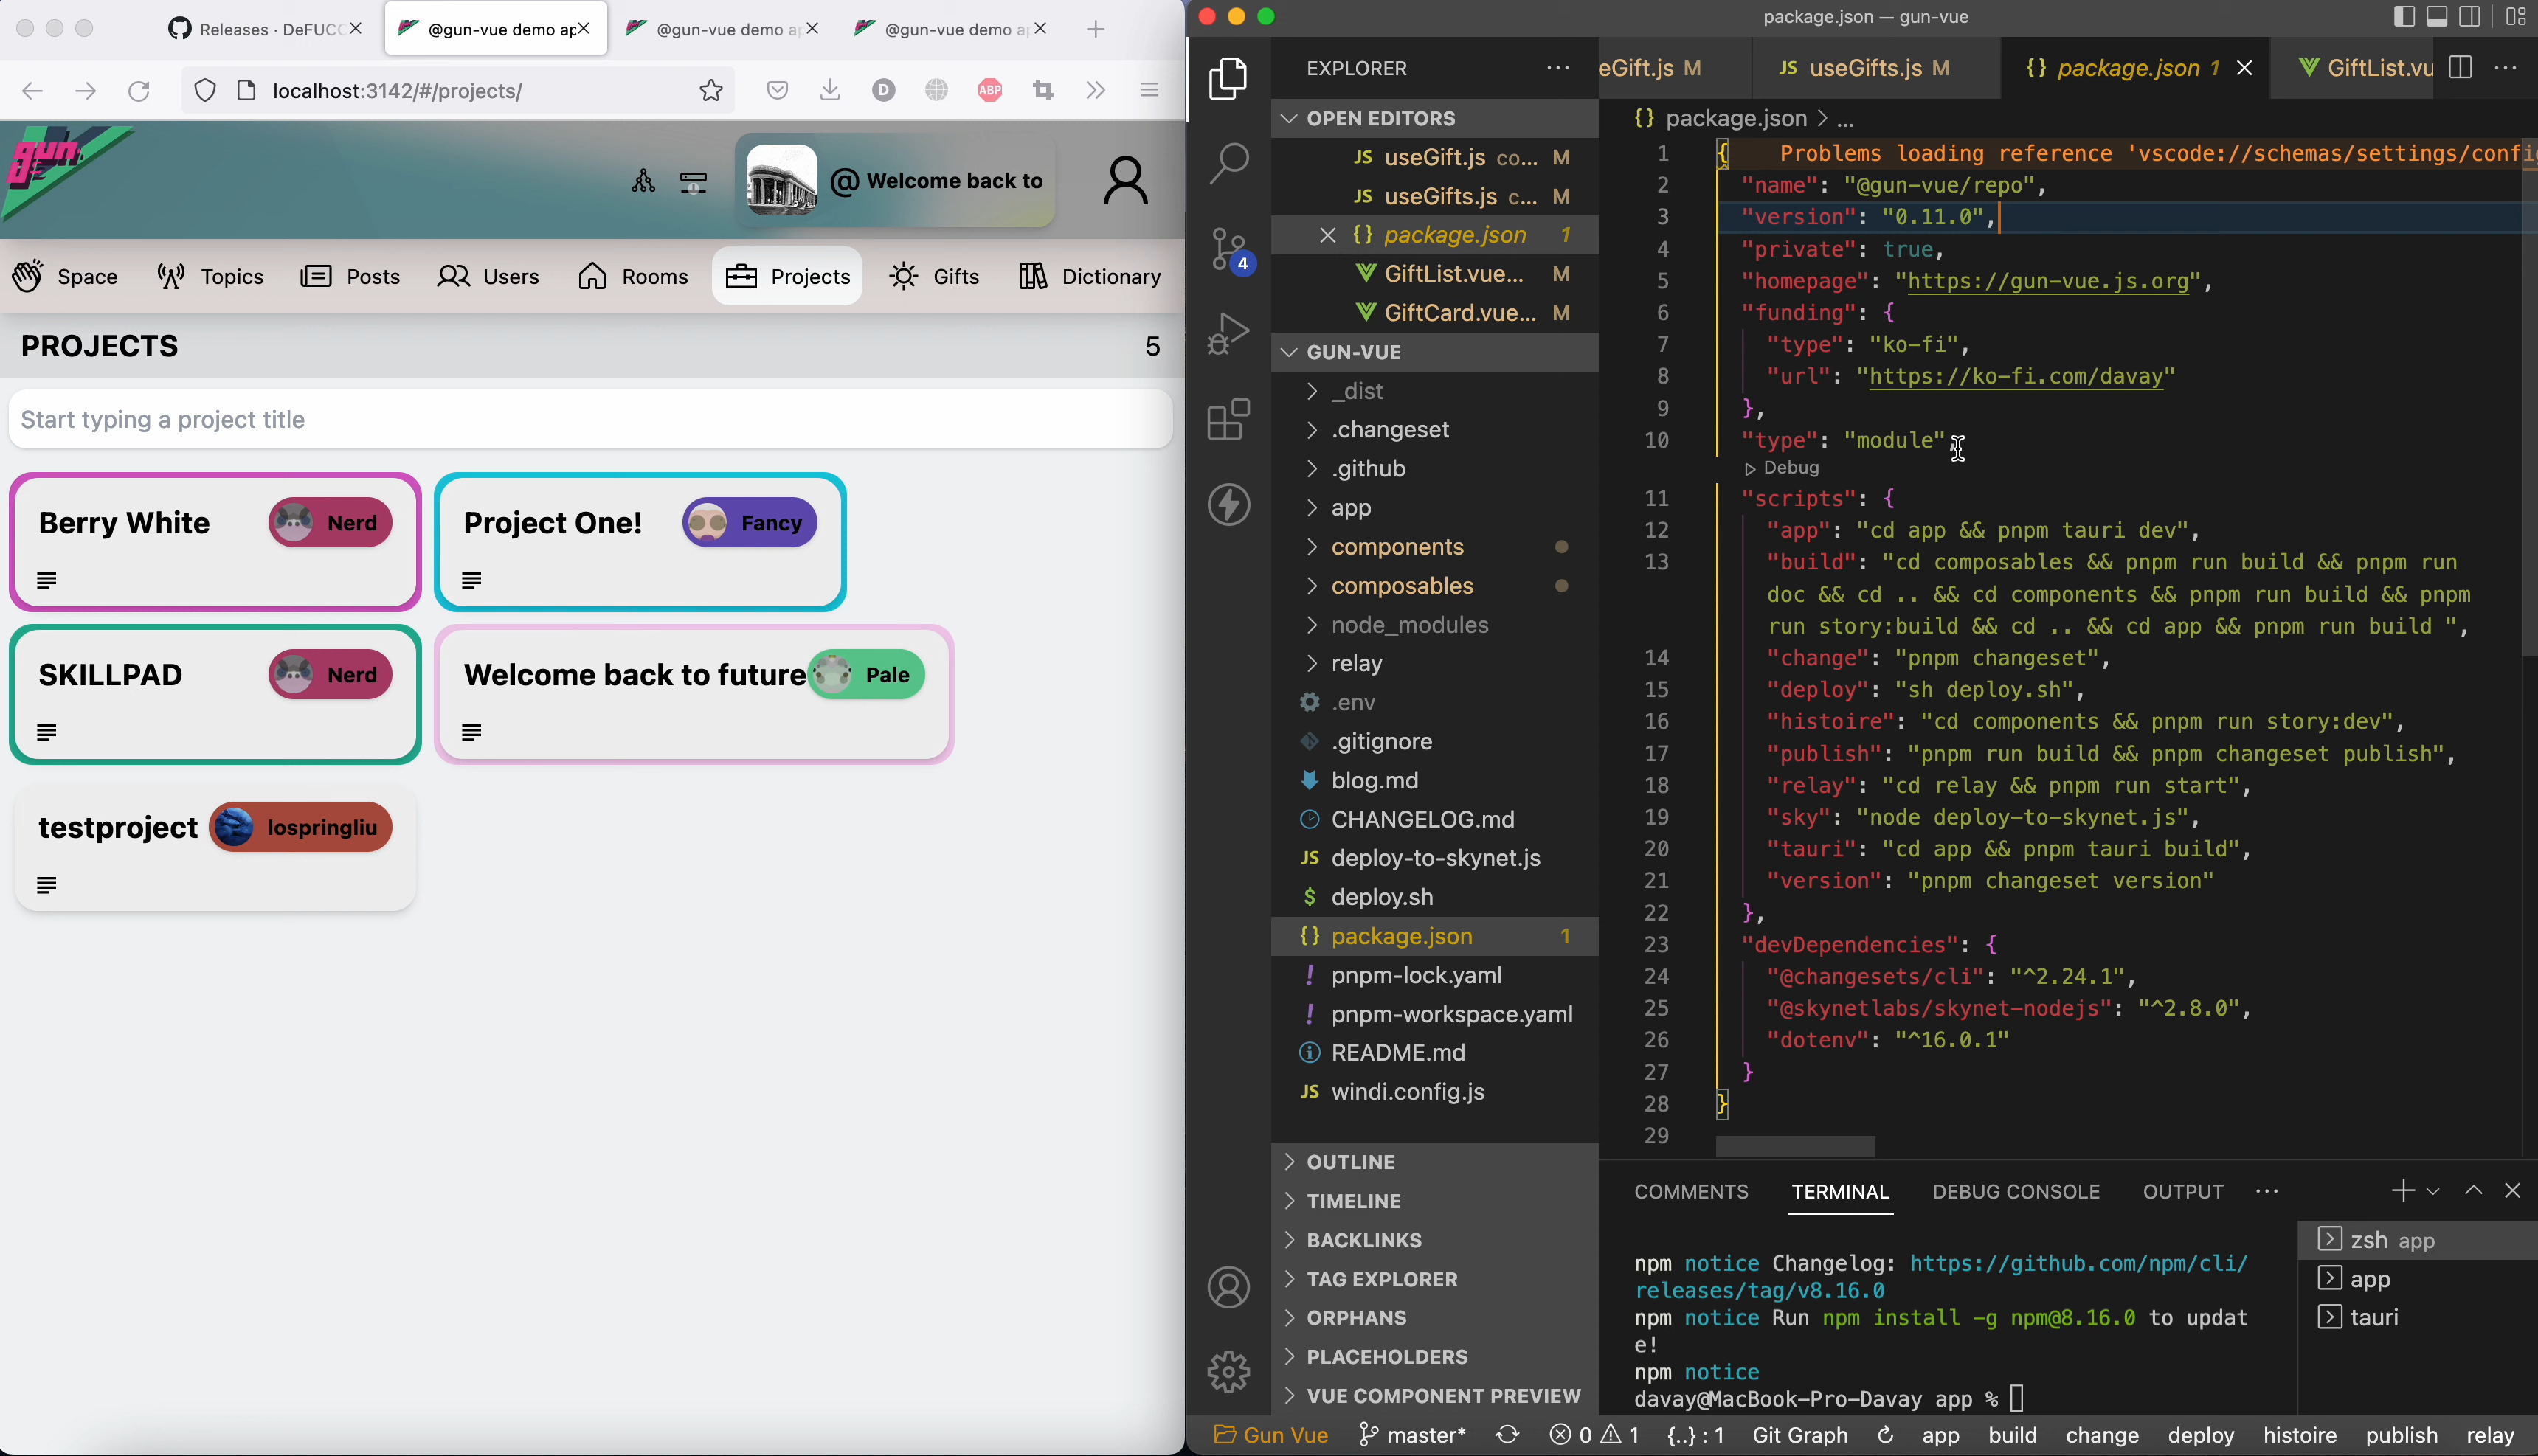 Releases · DeFUCC
@gun-vue demo ap
@gun-vue demo ap
@gun-vue demo ap
localhost:3142/#/projects/
D
ABP
gun
@ Welcome back to
Space
Topics
Posts
Users
Rooms
Projects
Gifts
Dictionary
PROJECTS
5
Start typing a project title
Berry White
Nerd
Project One!
Fancy
SKILLPAD
Nerd
Welcome back to future
Pale
testproject
lospringliu
package.json — gun-vue
EXPLORER
eGift.js M
JS useGifts.js M
{} package.json 1
GiftList.vu
OPEN EDITORS
JS useGift.js co... M
JS useGifts.js c... M
{} package.json 1
GiftList.vue... M
GiftCard.vue... M
GUN-VUE
_dist
.changeset
.github
app
components
composables
node_modules
relay
.env
.gitignore
blog.md
CHANGELOG.md
JS deploy-to-skynet.js
$ deploy.sh
{} package.json 1
! pnpm-lock.yaml
! pnpm-workspace.yaml
README.md
JS windi.config.js
OUTLINE
TIMELINE
BACKLINKS
TAG EXPLORER
ORPHANS
PLACEHOLDERS
VUE COMPONENT PREVIEW
4
{} package.json > ...
1 { Problems loading reference 'vscode://schemas/settings/confi
2 "name": "@gun-vue/repo",
3 "version": "0.11.0",
4 "private": true,
5 "homepage": "https://gun-vue.js.org",
6 "funding": {
7 "type": "ko-fi",
8 "url": "https://ko-fi.com/davay"
9 },
10 "type": "module",
Debug
11 "scripts": {
12 "app": "cd app && pnpm tauri dev",
13 "build": "cd composables && pnpm run build && pnpm run
doc && cd .. && cd components && pnpm run build && pnpm
run story:build && cd .. && cd app && pnpm run build ",
14 "change": "pnpm changeset",
15 "deploy": "sh deploy.sh",
16 "histoire": "cd components && pnpm run story:dev",
17 "publish": "pnpm run build && pnpm changeset publish",
18 "relay": "cd relay && pnpm run start",
19 "sky": "node deploy-to-skynet.js",
20 "tauri": "cd app && pnpm tauri build",
21 "version": "pnpm changeset version"
22 },
23 "devDependencies": {
24 "@changesets/cli": "^2.24.1",
25 "@skynetlabs/skynet-nodejs": "^2.8.0",
26 "dotenv": "^16.0.1"
27 }
28 }
29
COMMENTS
TERMINAL
DEBUG CONSOLE
OUTPUT
npm notice Changelog: https://github.com/npm/cli/
releases/tag/v8.16.0
npm notice Run npm install -g npm@8.16.0 to updat
e!
npm notice
davay@MacBook-Pro-Davay app %
zsh app
app
tauri
Gun Vue
master*
0
1
{..} : 1
Git Graph
app
build
change
deploy
histoire
publish
relay